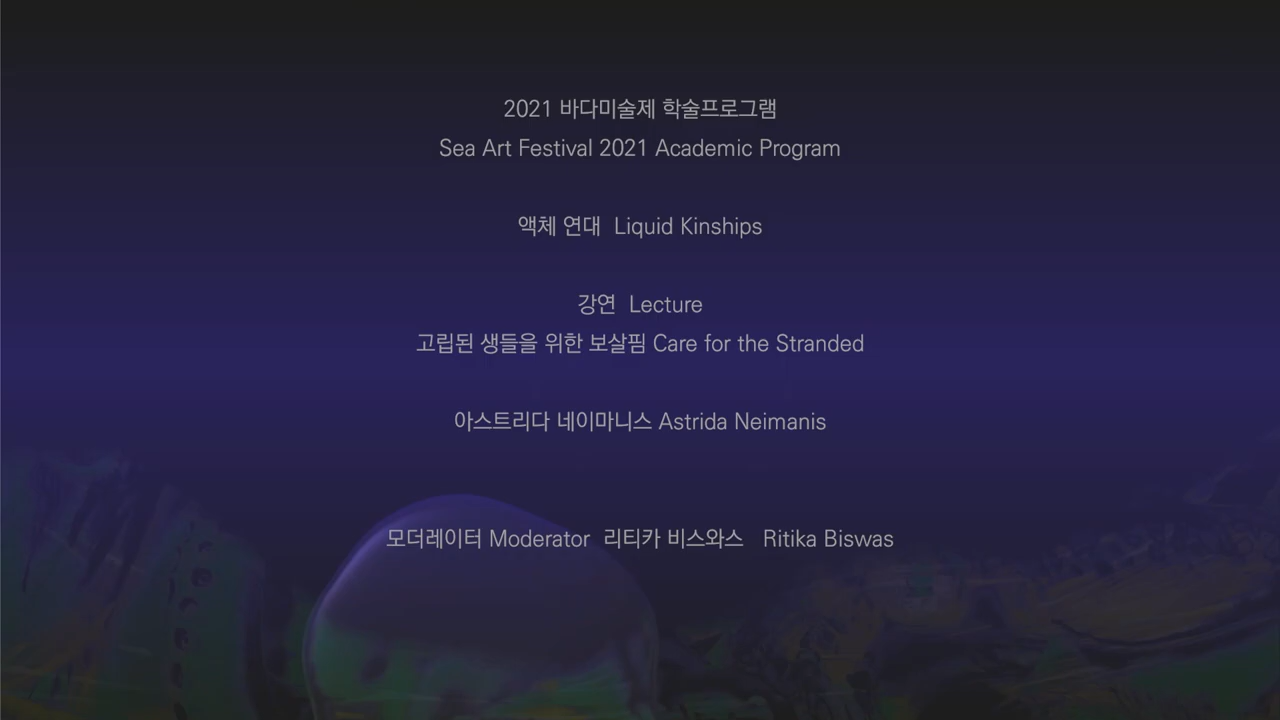 2021 바다미술제 학술프로그램
Sea Art Festival 2021 Academic Program
액체 연대 Liquid Kinships
강연 Lecture
고립된 생들을 위한 보살핌 Care for the Stranded
아스트리다 네이마니스 Astrida Neimanis
모더레이터 Moderator 리티카 비스와스 Ritika Biswas